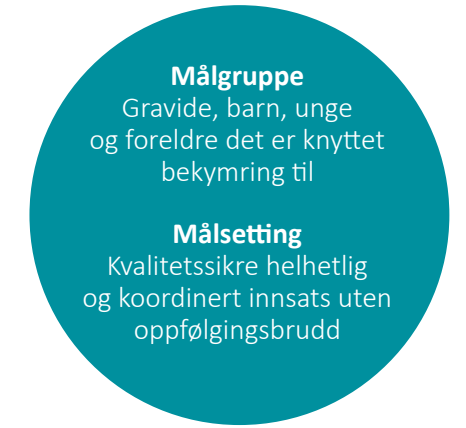 Målgruppe
Gravide, barn, unge
og foreldre det er knyttet
bekymring til
Målsetting
Kvalitetssikre helhetlig
og koordinert innsats uten
oppfølgingsbrudd